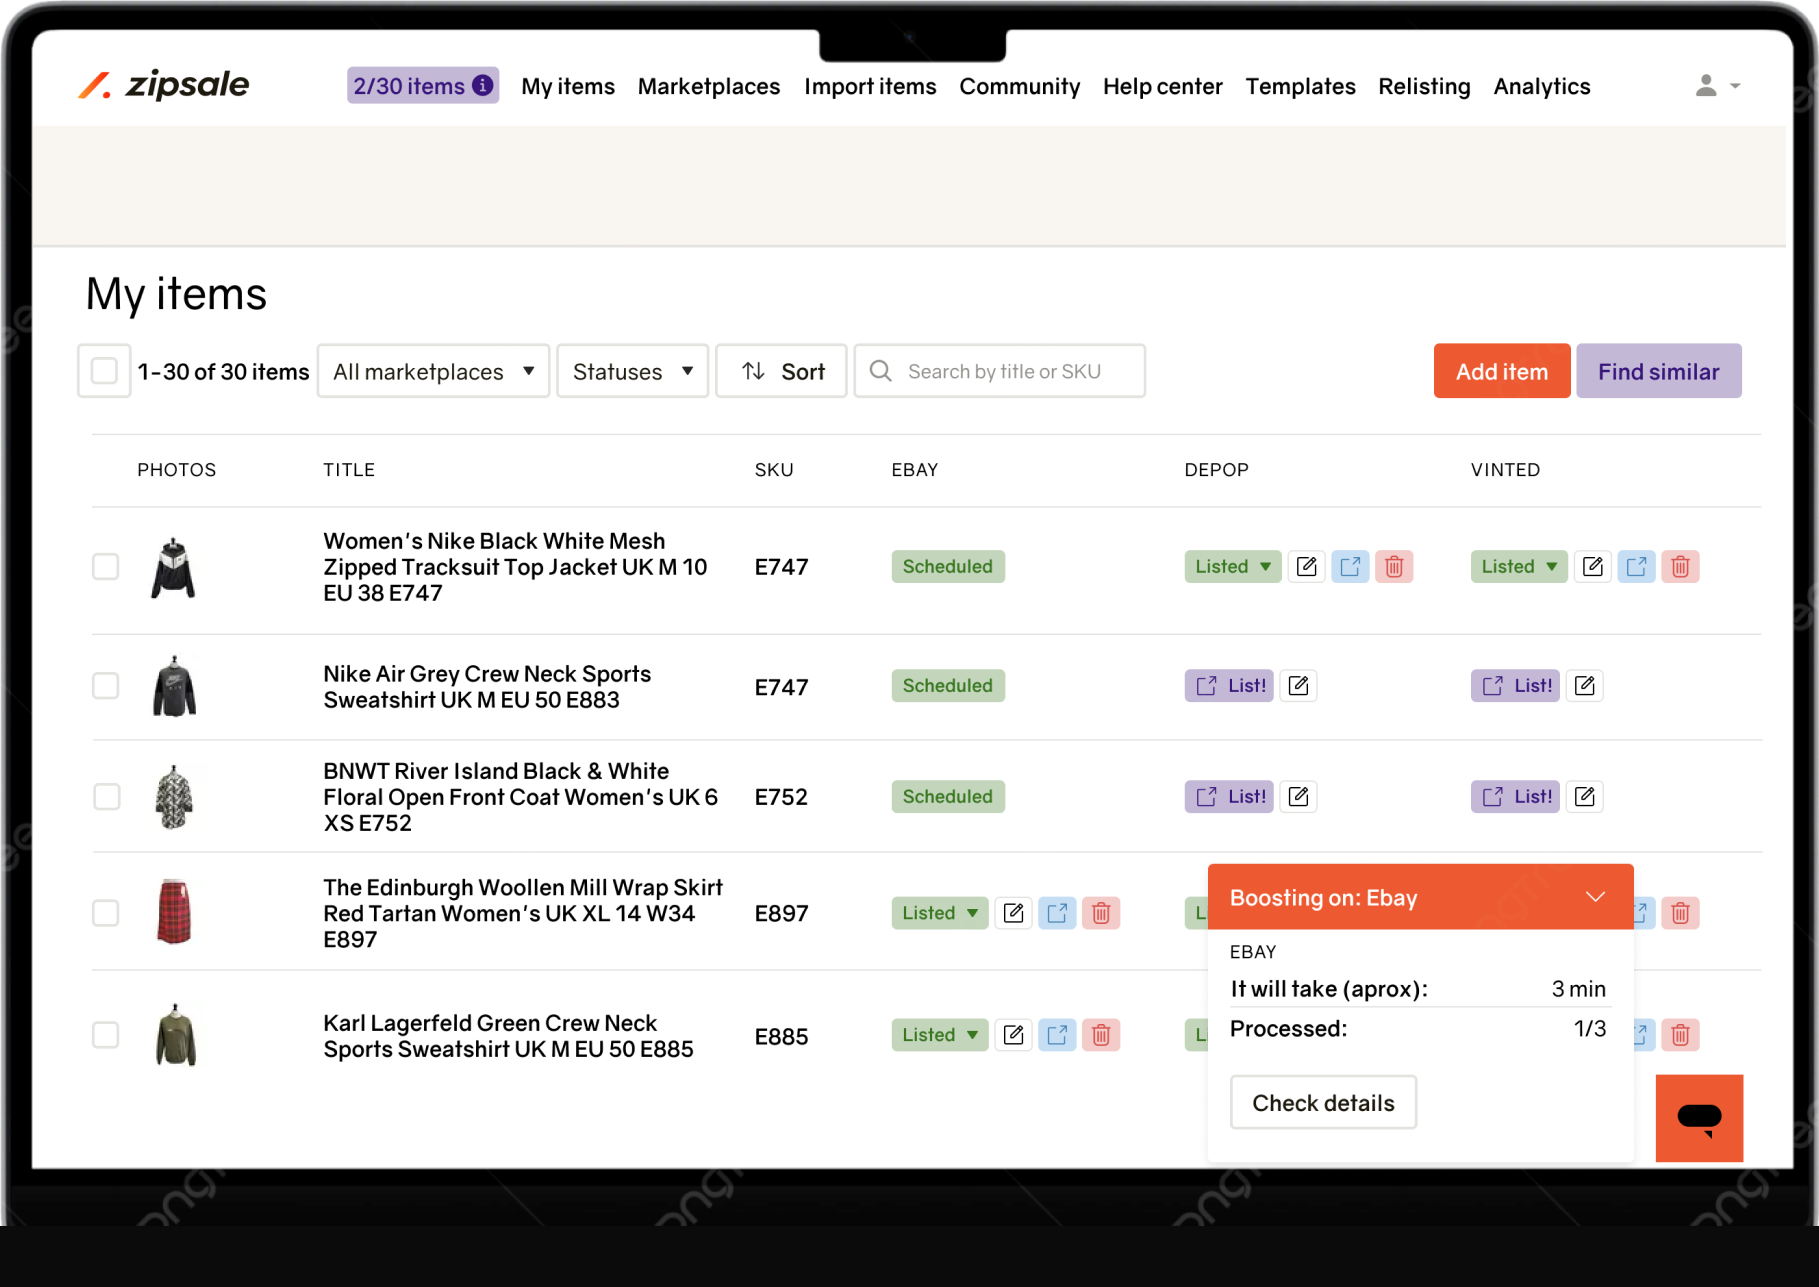 zipsale
2/30 items
My items
Marketplaces
Import items
Community
Help center
Templates
Relisting
Analytics
My items
1-30 of 30 items
All marketplaces
Statuses
Sort
Search by title or SKU
Add item
Find similar
PHOTOS
TITLE
SKU
EBAY
DEPOP
VINTED
Women's Nike Black White Mesh
Zipped Tracksuit Top Jacket UK M 10
EU 38 E747
E747
Scheduled
Listed
Listed
Nike Air Grey Crew Neck Sports
Sweatshirt UK M EU 50 E883
E747
Scheduled
List!
List!
BNWT River Island Black & White
Floral Open Front Coat Women's UK 6
XS E752
E752
Scheduled
List!
List!
The Edinburgh Woollen Mill Wrap Skirt
Red Tartan Women's UK XL 14 W34
E897
E897
Listed
Karl Lagerfeld Green Crew Neck
Sports Sweatshirt UK M EU 50 E885
E885
Listed
Boosting on: Ebay
EBAY
It will take (aprox):
3 min
Processed:
1/3
Check details